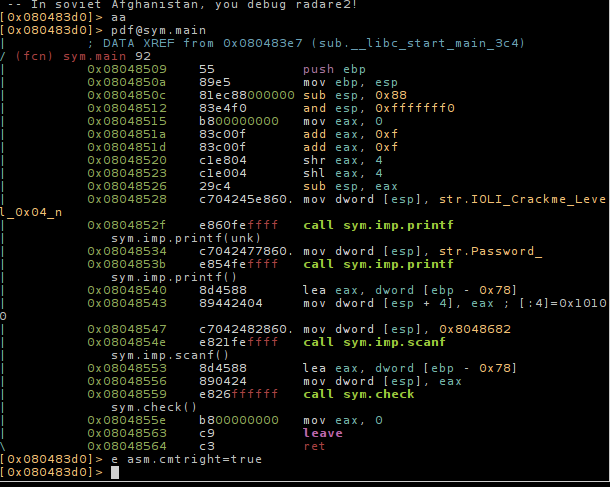 -- In soviet Afghanistan, you debug radare2!
[0x080483d0]> aa
[0x080483d0]> pdf@sym.main
| ; DATA XREF from 0x080483e7 (sub.__libc_start_main_3c4)
/ (fcn) sym.main 92
| 0x08048509 55 push ebp
| 0x0804850a 89e5 mov ebp, esp
| 0x0804850c 81ec88000000 sub esp, 0x88
| 0x08048512 83e4f0 and esp, 0xfffffff0
| 0x08048515 b800000000 mov eax, 0
| 0x0804851a 83c00f add eax, 0xf
| 0x0804851d 83c00f add eax, 0xf
| 0x08048520 c1e804 shr eax, 4
| 0x08048523 c1e004 shl eax, 4
| 0x08048526 29c4 sub esp, eax
| 0x08048528 c704245e860. mov dword [esp], str.IOLI_Crackme_Leve
l_0x04_n
| 0x0804852f e860feffff call sym.imp.printf
| sym.imp.printf(unk)
| 0x08048534 c7042477860. mov dword [esp], str.Password_
| 0x0804853b e854feffff call sym.imp.printf
| sym.imp.printf()
| 0x08048540 8d4588 lea eax, dword [ebp - 0x78]
| 0x08048543 89442404 mov dword [esp + 4], eax ; [:4]=0x1010
0
| 0x08048547 c7042482860. mov dword [esp], 0x8048682
| 0x0804854e e821feffff call sym.imp.scanf
| sym.imp.scanf()
| 0x08048553 8d4588 lea eax, dword [ebp - 0x78]
| 0x08048556 890424 mov dword [esp], eax
| 0x08048559 e826ffffff call sym.check
| sym.check()
| 0x0804855e b800000000 mov eax, 0
| 0x08048563 c9 leave
\ 0x08048564 c3 ret
[0x080483d0]> e asm.cmtright=true
[0x080483d0]>